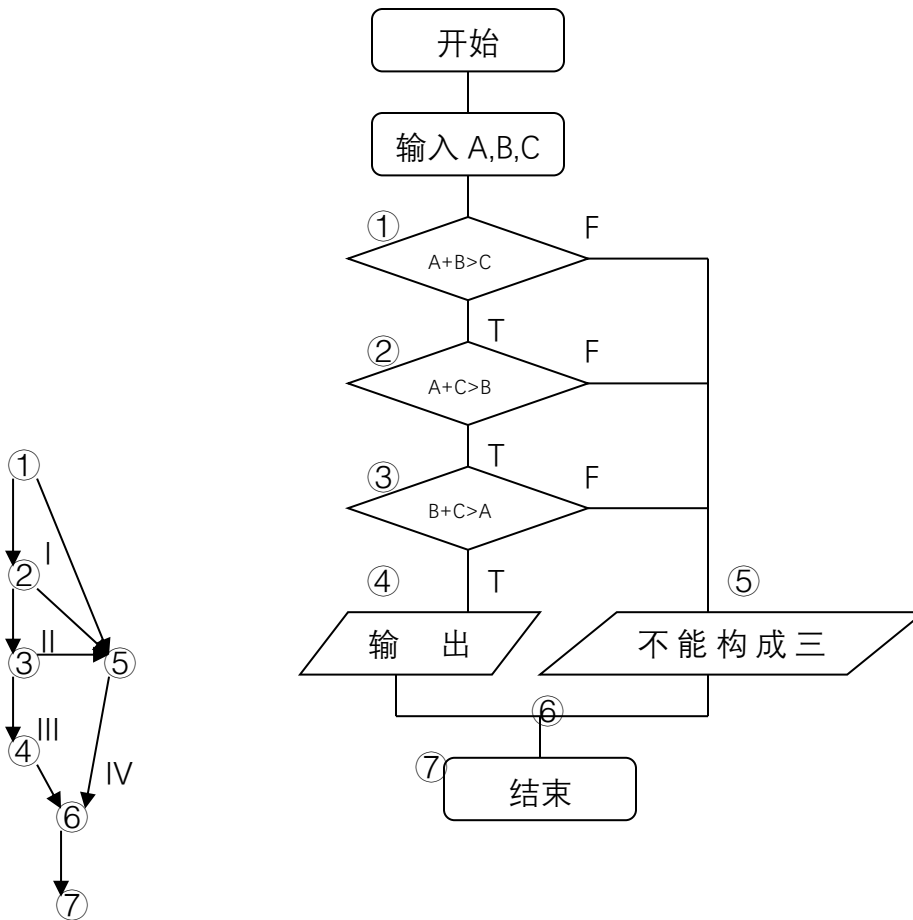 开始
输入 A,B,C
① F
A+B>C
T
② F
A+C>B
T
③ F
B+C>A
④ T ⑤
输 出 不 能 构 成 三
⑥
⑦
结束
①
I
②
II
③ ⑤
III
④
IV
⑥
⑦